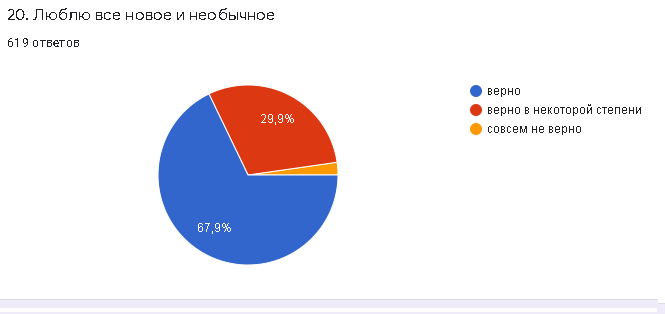 20. Люблю все новое и необычное
619 ответов
верно
верно в некоторой степени
совсем не верно
29,9%
67,9%